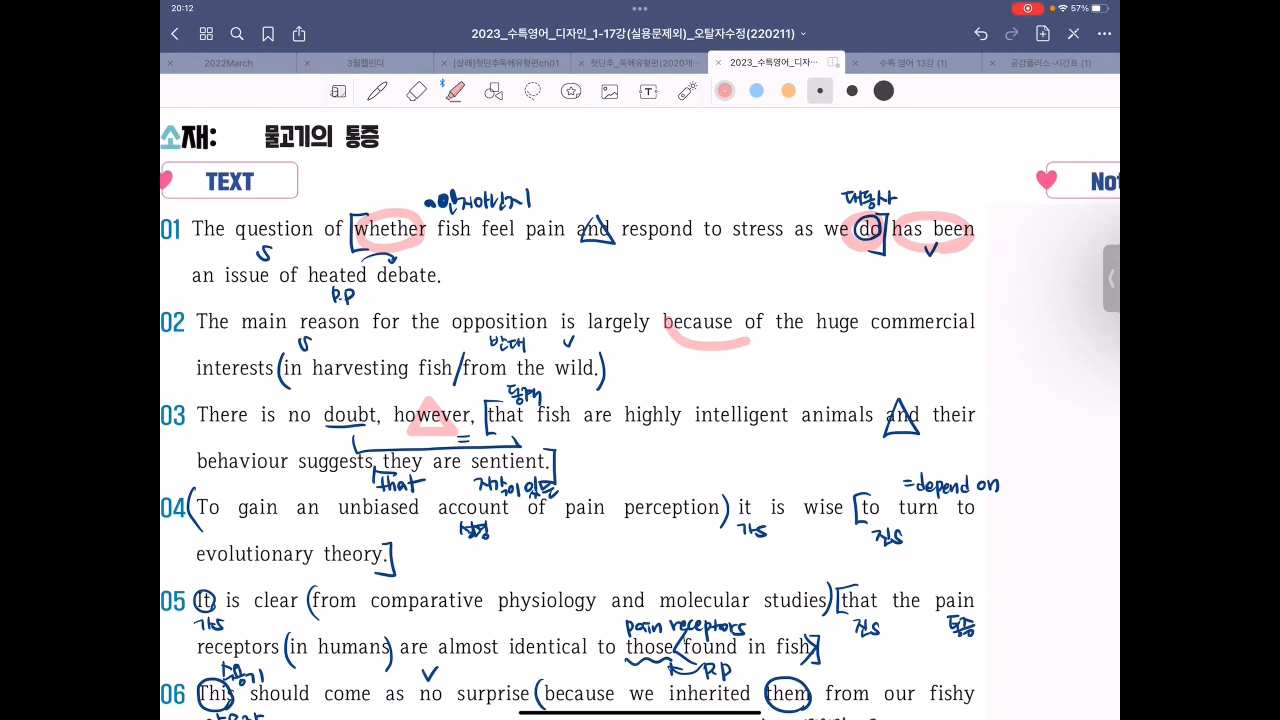 20:12
57%
2023_수특영어_디자인_1-17강(실용문제외)_오탈자수정(220211)
2022March
3월캘린더
[실례]첫단추독해유형편ch01
첫단추_독해유형편(2020개…
2023_수특영어_디자…
수특 영어 13강 (1)
공감플러스-시간표 (1)
소재: 물고기의 통증
TEXT
Not
인지아닌지
대동사
01 The question of [whether fish feel pain and respond to stress as we do] has been
S
V
an issue of heated debate.
P.P
02 The main reason for the opposition is largely because of the huge commercial
S
반대
V
interests (in harvesting fish/from the wild.)
동격
03 There is no doubt, however, [that fish are highly intelligent animals and their
=
behaviour suggests they are sentient.]
that
지각이 있는
=depend on
04 (To gain an unbiased account of pain perception) it is wise [to turn to
설명
가S
진S
evolutionary theory.]
05 It is clear (from comparative physiology and molecular studies) [that the pain
가S
pain receptors
진S
통증
receptors (in humans) are almost identical to those found in fish.]
수용기
V
P.P
06 This should come as no surprise (because we inherited them from our fishy